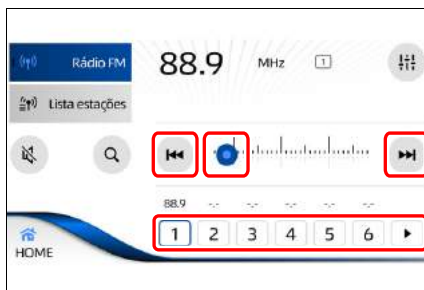 Rádio FM
88.9 MHz 1
Lista estações
88.9 -.- -.- -.- -.- -.-
1 2 3 4 5 6
HOME